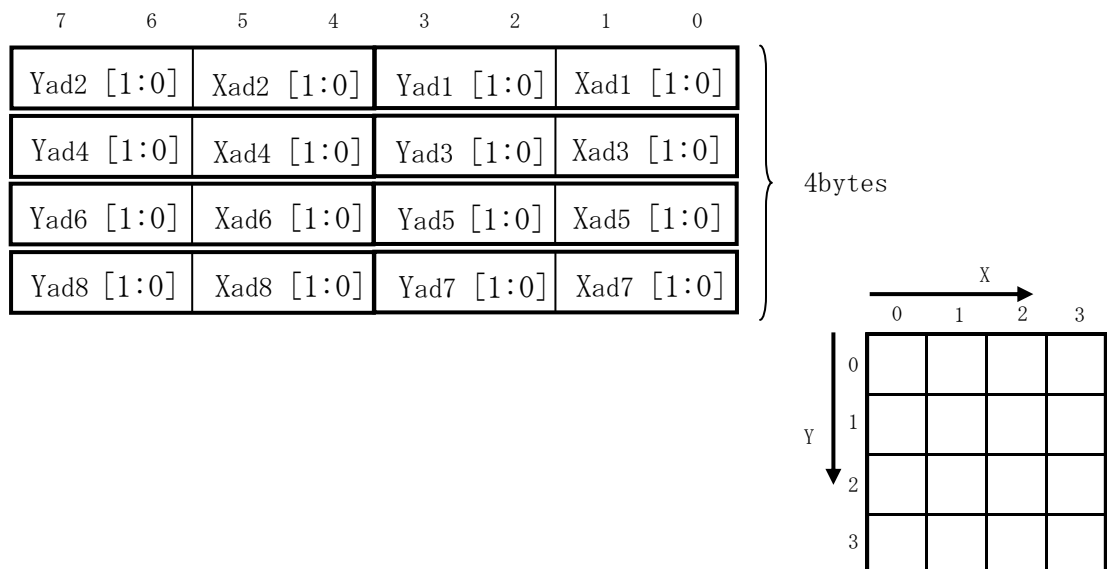 7 6 5 4 3 2 1 0
Yad2 [1:0] Xad2 [1:0] Yad1 [1:0] Xad1 [1:0]
Yad4 [1:0] Xad4 [1:0] Yad3 [1:0] Xad3 [1:0]
Yad6 [1:0] Xad6 [1:0] Yad5 [1:0] Xad5 [1:0]
Yad8 [1:0] Xad8 [1:0] Yad7 [1:0] Xad7 [1:0]
4bytes
X
0 1 2 3
0
1
Y
2
3